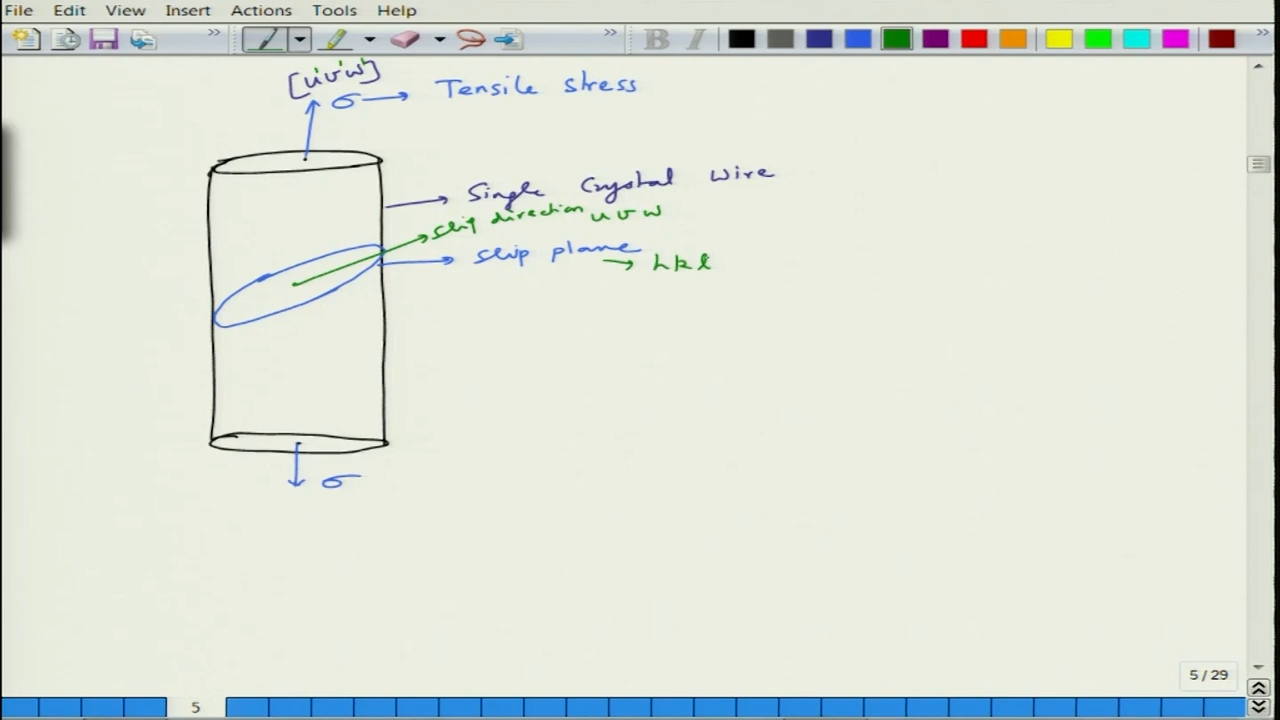 File Edit View Insert Actions Tools Help
B I
[u'v'w']
σ → Tensile stress
→ Single Crystal Wire
slip direction u v w
→ slip plane
→ hkl
σ
5 / 29
5